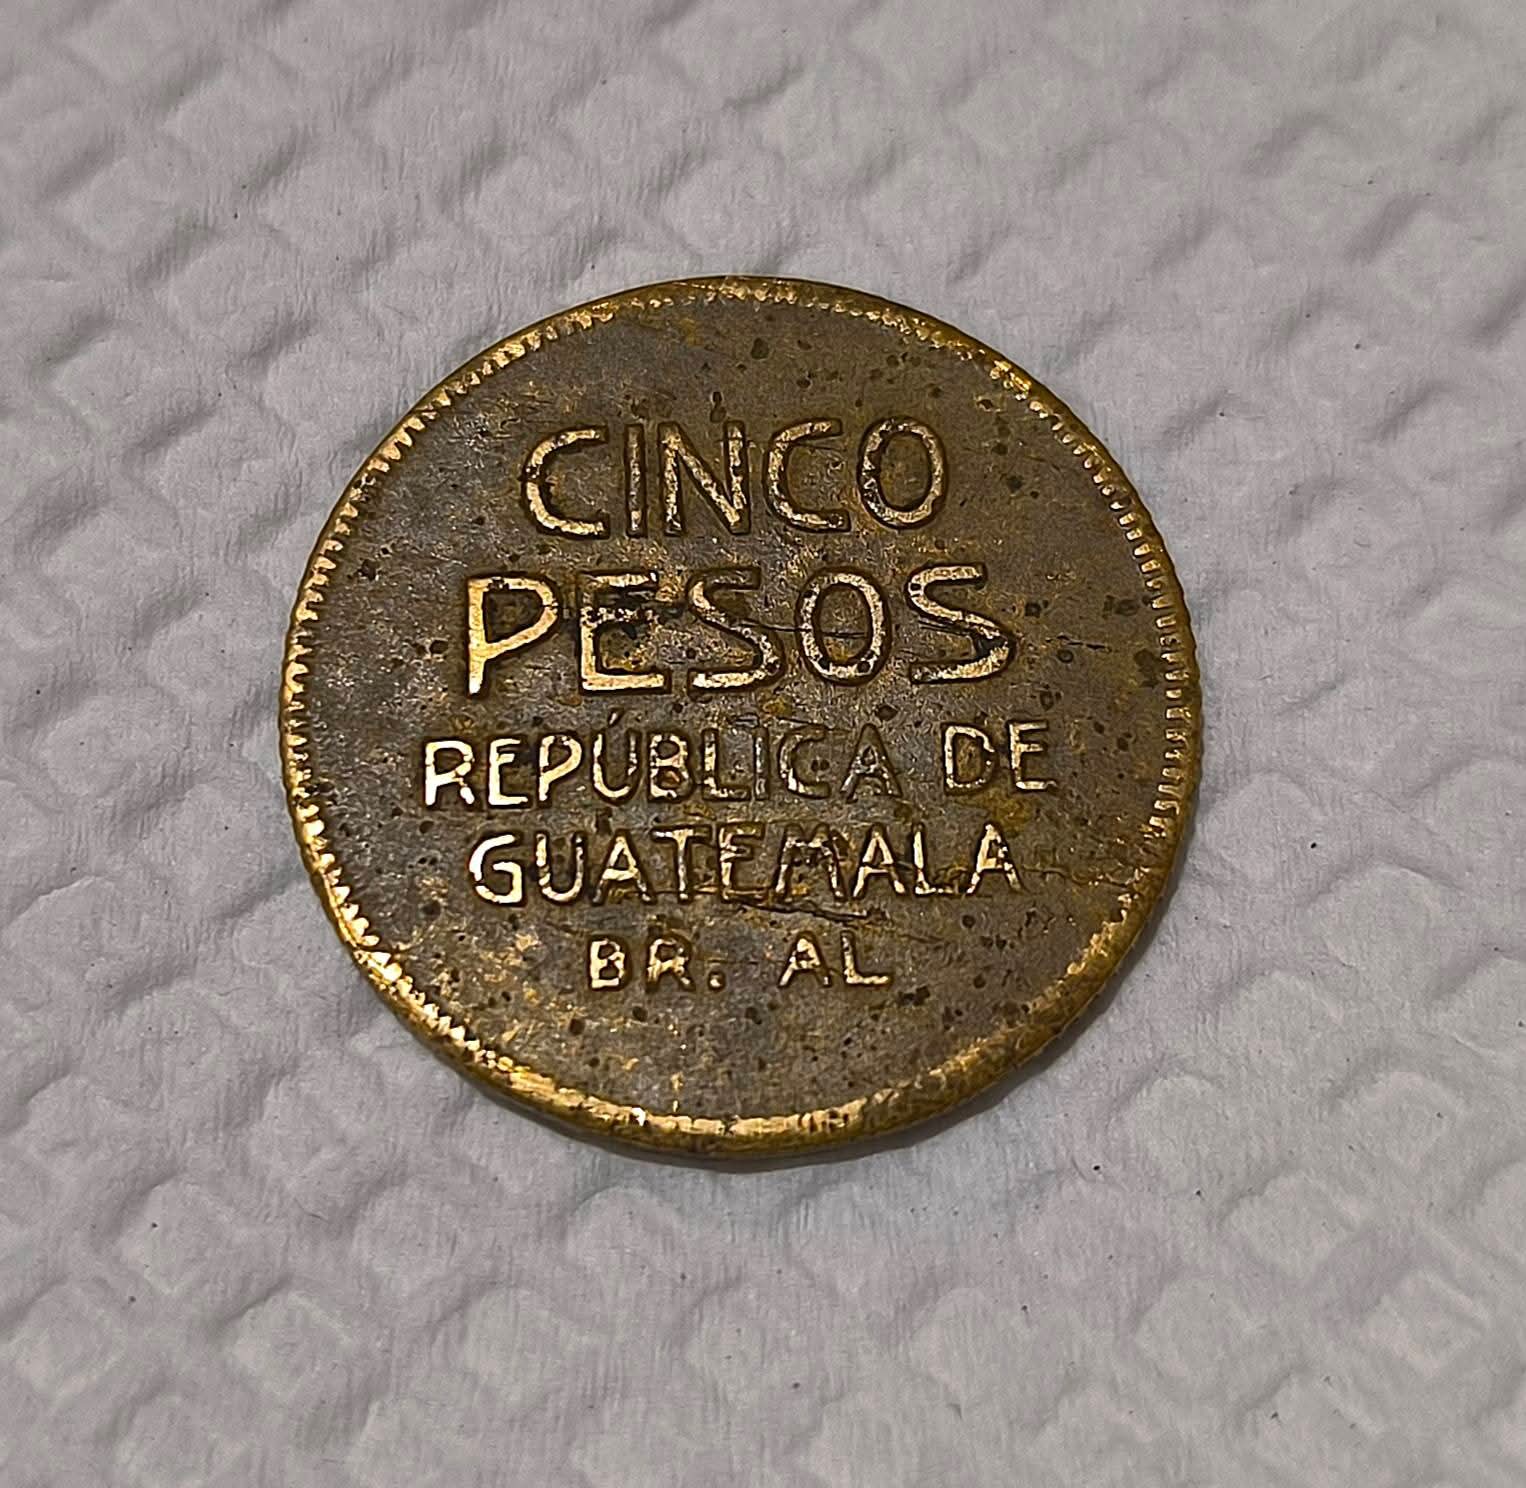 CINCO
PESOS
REPÚBLICA DE
GUATEMALA
BR. AL